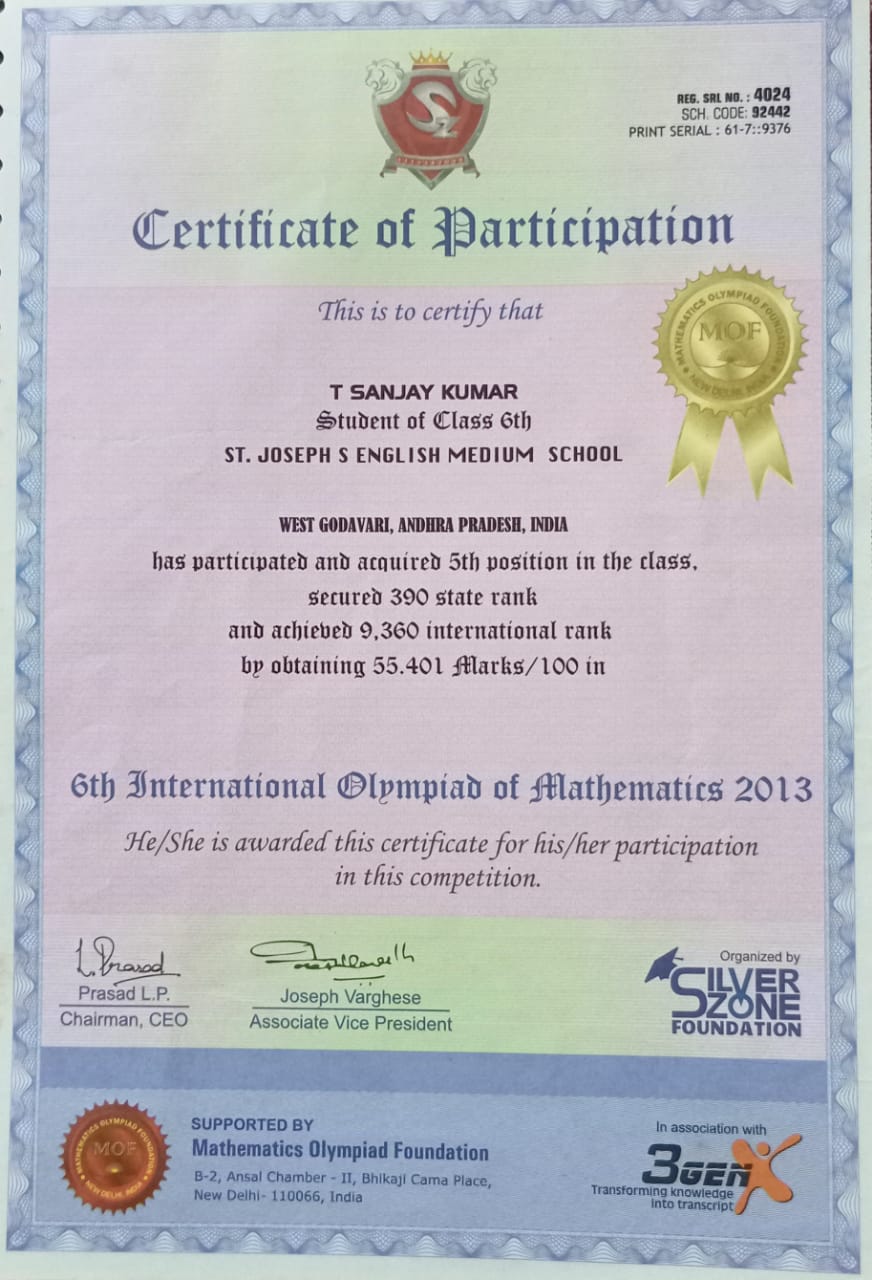 REG. SRL NO. : 4024
SCH. CODE: 92442
PRINT SERIAL : 61-7::9376
Certificate of Participation
This is to certify that
MATHEMATICS OLYMPIAD FOUNDATION
MOF
NEW DELHI, INDIA
T SANJAY KUMAR
Student of Class 6th
ST. JOSEPH S ENGLISH MEDIUM SCHOOL
WEST GODAVARI, ANDHRA PRADESH, INDIA
has participated and acquired 5th position in the class,
secured 390 state rank
and achieved 9,360 international rank
by obtaining 55.401 Marks/100 in
6th International Olympiad of Mathematics 2013
He/She is awarded this certificate for his/her participation
in this competition.
L. Prasad
Prasad L.P.
Chairman, CEO
Joseph Varghese
Associate Vice President
Organized by
SILVER
ZONE
FOUNDATION
MATHEMATICS OLYMPIAD FOUNDATION
MOF
NEW DELHI, INDIA
SUPPORTED BY
Mathematics Olympiad Foundation
B-2, Ansal Chamber - II, Bhikaji Cama Place,
New Delhi- 110066, India
In association with
3GENX
Transforming knowledge
into transcript